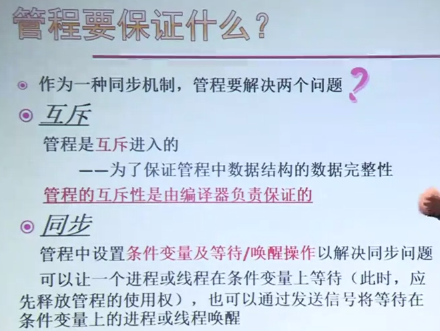 管程要保证什么？
作为一种同步机制，管程要解决两个问题？
互斥
管程是互斥进入的
——为了保证管程中数据结构的数据完整性
管程的互斥性是由编译器负责保证的
同步
管程中设置条件变量及等待/唤醒操作以解决同步问题
可以让一个进程或线程在条件变量上等待（此时，应
先释放管程的使用权），也可以通过发送信号将等待在
条件变量上的进程或线程唤醒